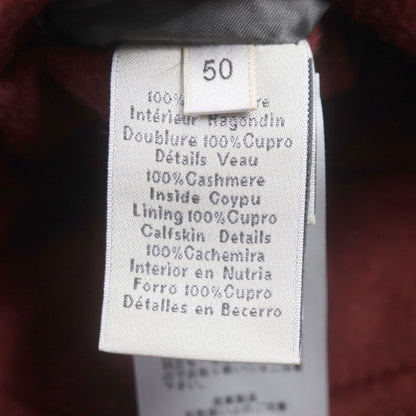 50
100% re
Intérieur Ragondin
Doublure 100%Cupro
Détails Veau
100%Cashmere
Inside Coypu
Lining 100%Cupro
Calfskin Details
100%Cachemira
Interior en Nutria
Forro 100%Cupro
Détalles en Becerro